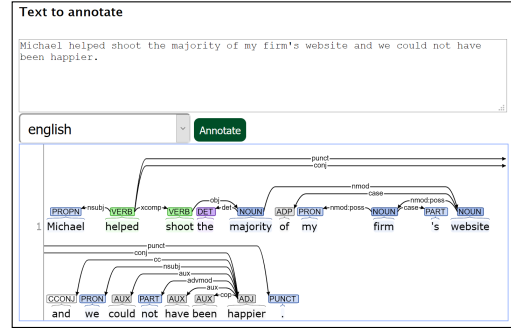 Text to annotate
Michael helped shoot the majority of my firm's website and we could not have
been happier.
english
Annotate
punct
conj
nmod
case
obj
nmod:poss
nsubj
xcomp
det
nmod:poss
case
PROPN VERB VERB DET NOUN ADP PRON NOUN PART NOUN
1 Michael helped shoot the majority of my firm 's website
punct
conj
cc
nsubj
aux
advmod
aux
cop
CCONJ PRON AUX PART AUX AUX ADJ PUNCT
and we could not have been happier .